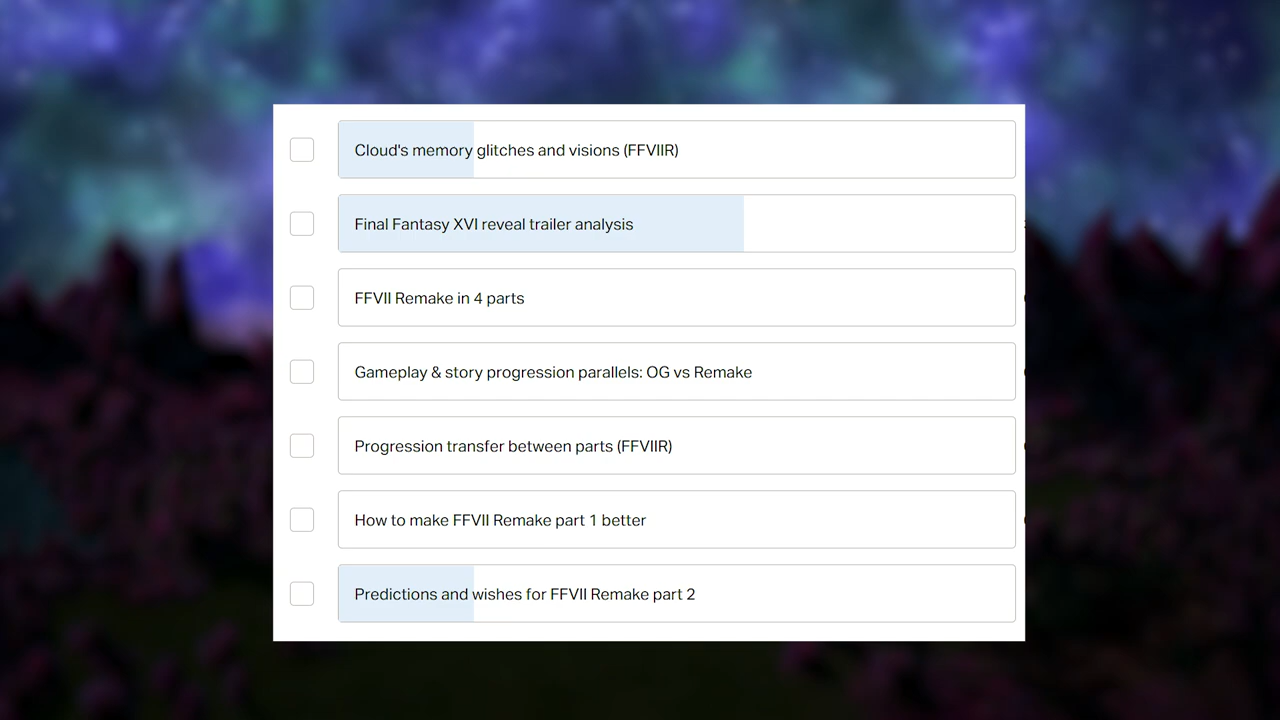 Cloud's memory glitches and visions (FFVIIR)
Final Fantasy XVI reveal trailer analysis
FFVII Remake in 4 parts
Gameplay & story progression parallels: OG vs Remake
Progression transfer between parts (FFVIIR)
How to make FFVII Remake part 1 better
Predictions and wishes for FFVII Remake part 2